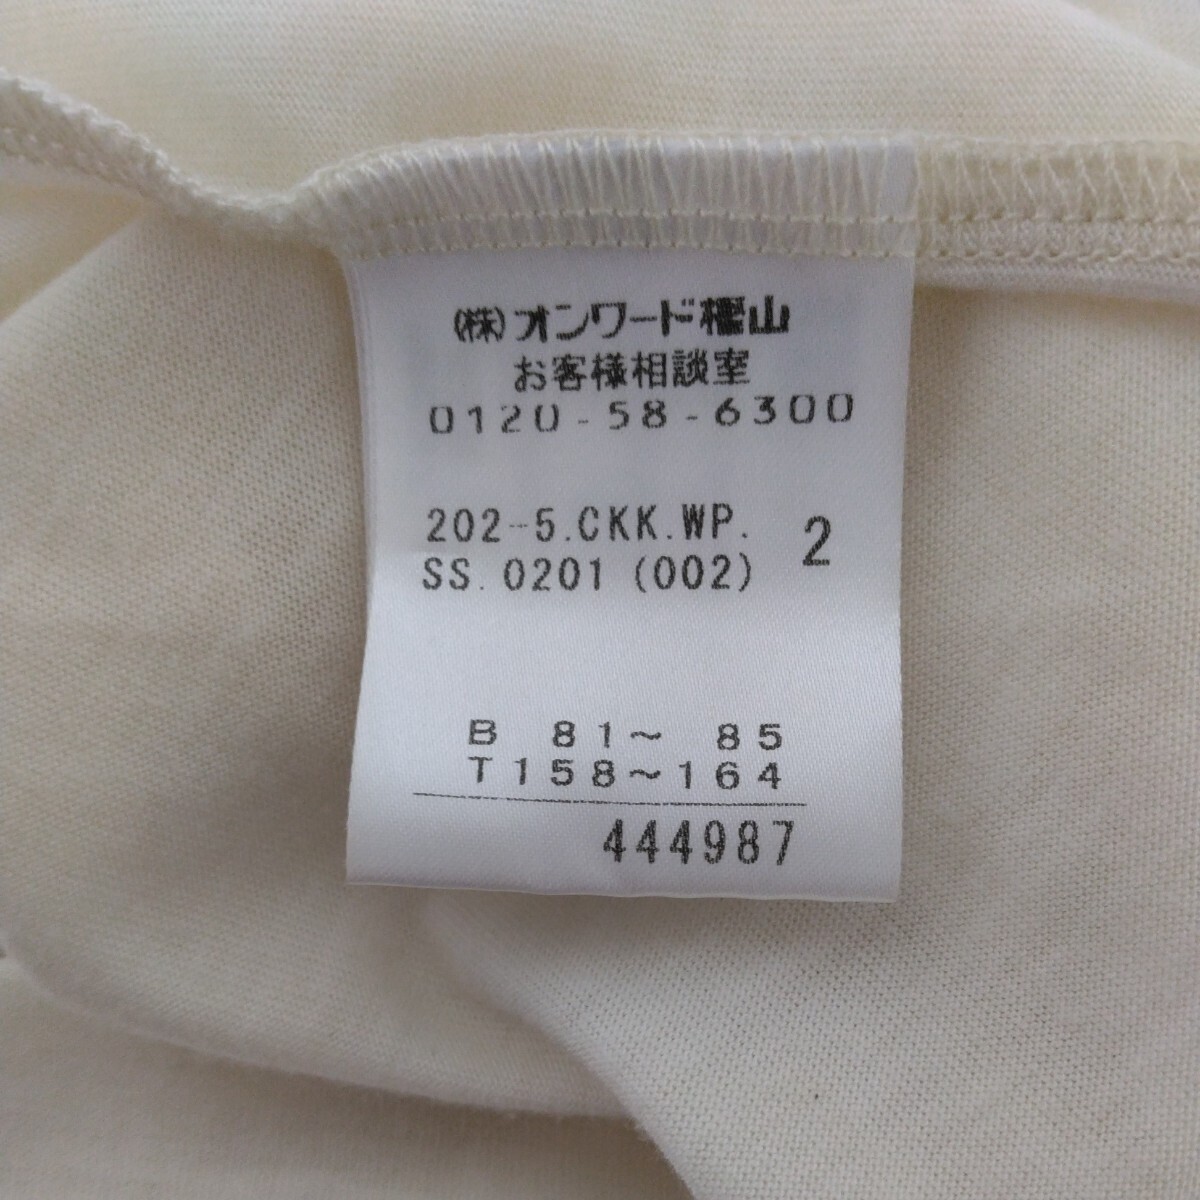 (株)オンワード樫山
お客様相談室
0120-58-6300
202-5.CKK.WP. 2
SS.0201(002)
B 81～ 85
T158～164
444987